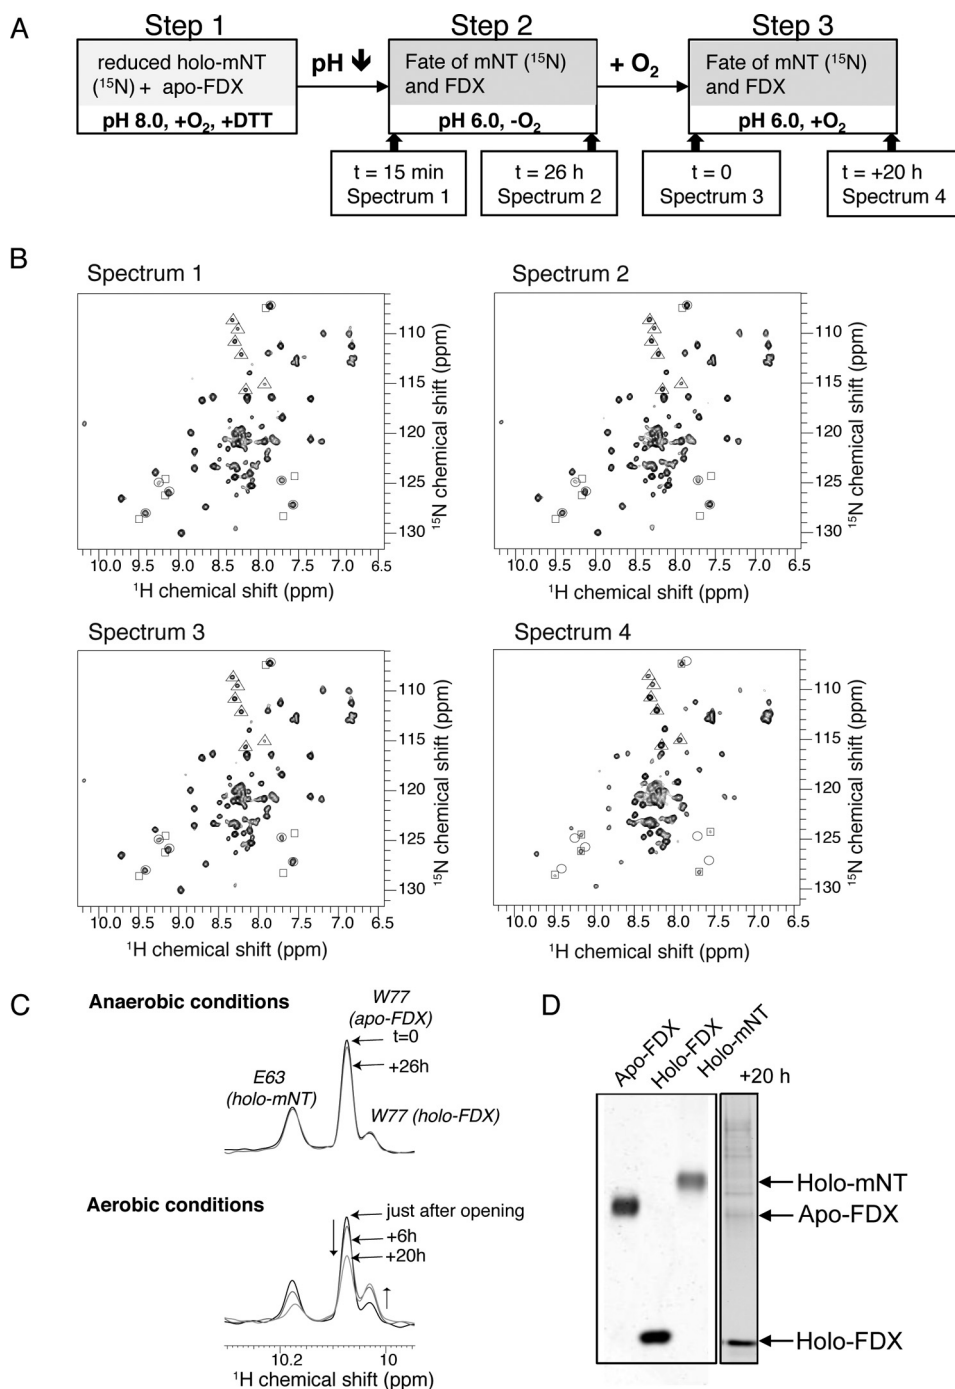 A
Step 1
Step 2
Step 3
reduced holo-mNT
(¹⁵N) + apo-FDX
pH 8.0, +O₂, +DTT
pH
Fate of mNT (¹⁵N)
and FDX
pH 6.0, -O₂
+ O₂
Fate of mNT (¹⁵N)
and FDX
pH 6.0, +O₂
t = 15 min
Spectrum 1
t = 26 h
Spectrum 2
t = 0
Spectrum 3
t = +20 h
Spectrum 4
B
Spectrum 1
110
115
120
125
130
¹⁵N chemical shift (ppm)
10.0 9.5 9.0 8.5 8.0 7.5 7.0 6.5
¹H chemical shift (ppm)
Spectrum 2
110
115
120
125
130
¹⁵N chemical shift (ppm)
10.0 9.5 9.0 8.5 8.0 7.5 7.0 6.5
¹H chemical shift (ppm)
Spectrum 3
110
115
120
125
130
¹⁵N chemical shift (ppm)
10.0 9.5 9.0 8.5 8.0 7.5 7.0 6.5
¹H chemical shift (ppm)
Spectrum 4
110
115
120
125
130
¹⁵N chemical shift (ppm)
10.0 9.5 9.0 8.5 8.0 7.5 7.0 6.5
¹H chemical shift (ppm)
C
Anaerobic conditions
W77
(apo-FDX)
t=0
+26h
E63
(holo-mNT)
W77 (holo-FDX)
Aerobic conditions
just after opening
+6h
+20h
10.2 10
¹H chemical shift (ppm)
D
Apo-FDX
Holo-FDX
Holo-mNT
+20 h
Holo-mNT
Apo-FDX
Holo-FDX